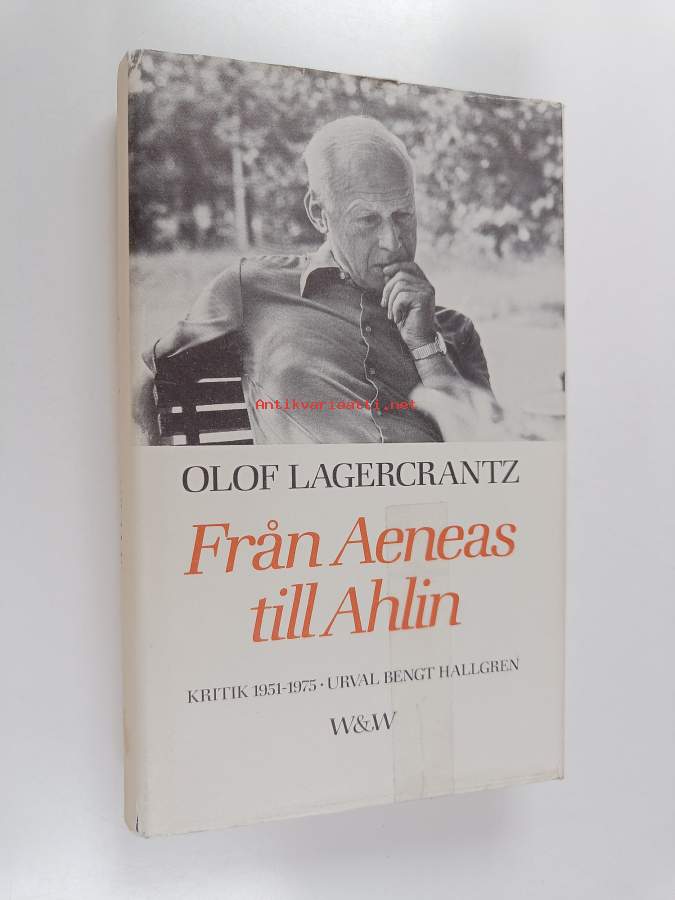 Antikvariaatti.net
OLOF LAGERCRANTZ
Från Aeneas
till Ahlin
KRITIK 1951-1975 · URVAL BENGT HALLGREN
W&W